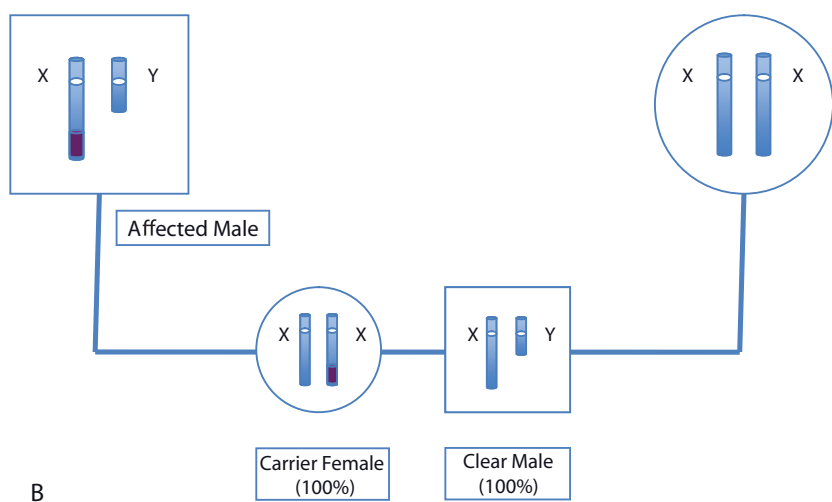 X Y
X X
Affected Male
X X
X Y
Carrier Female
(100%)
Clear Male
(100%)
B